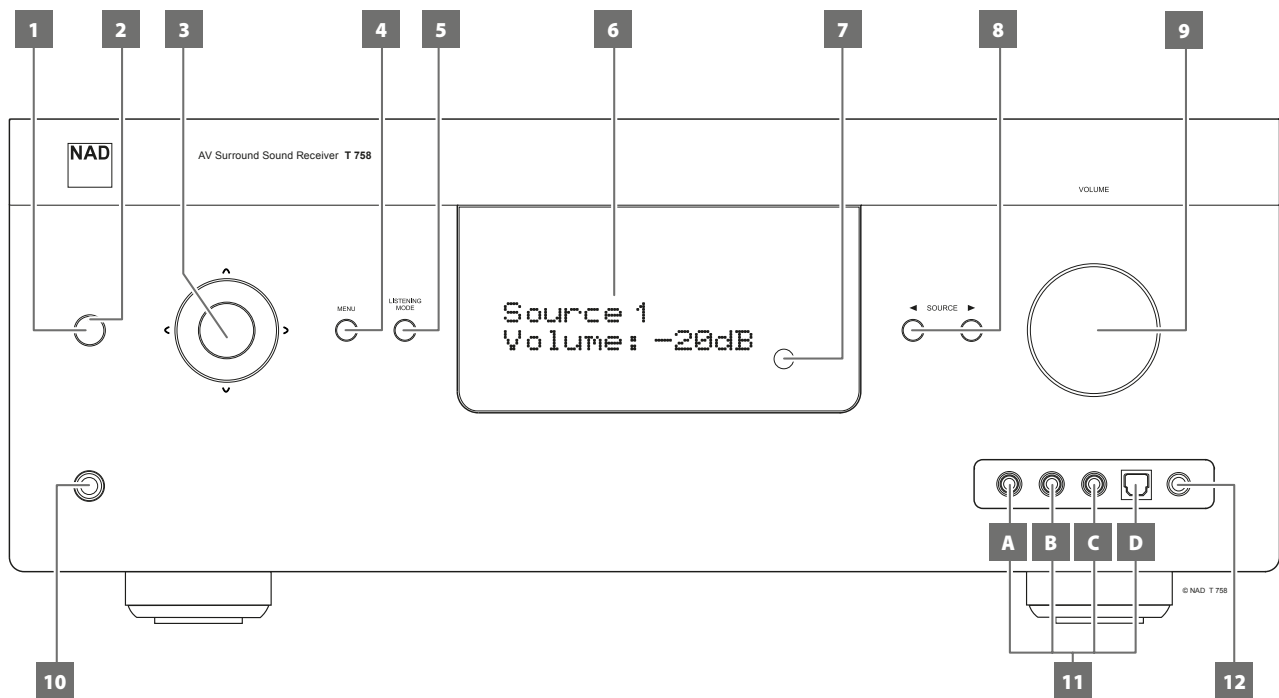 1 2 3 4 5 6 7 8 9
NAD
AV Surround Sound Receiver T 758
VOLUME
MENU
LISTENING
MODE
Source 1
Volume: -20dB
◄ SOURCE ►
A B C D
© NAD T 758
10 11 12